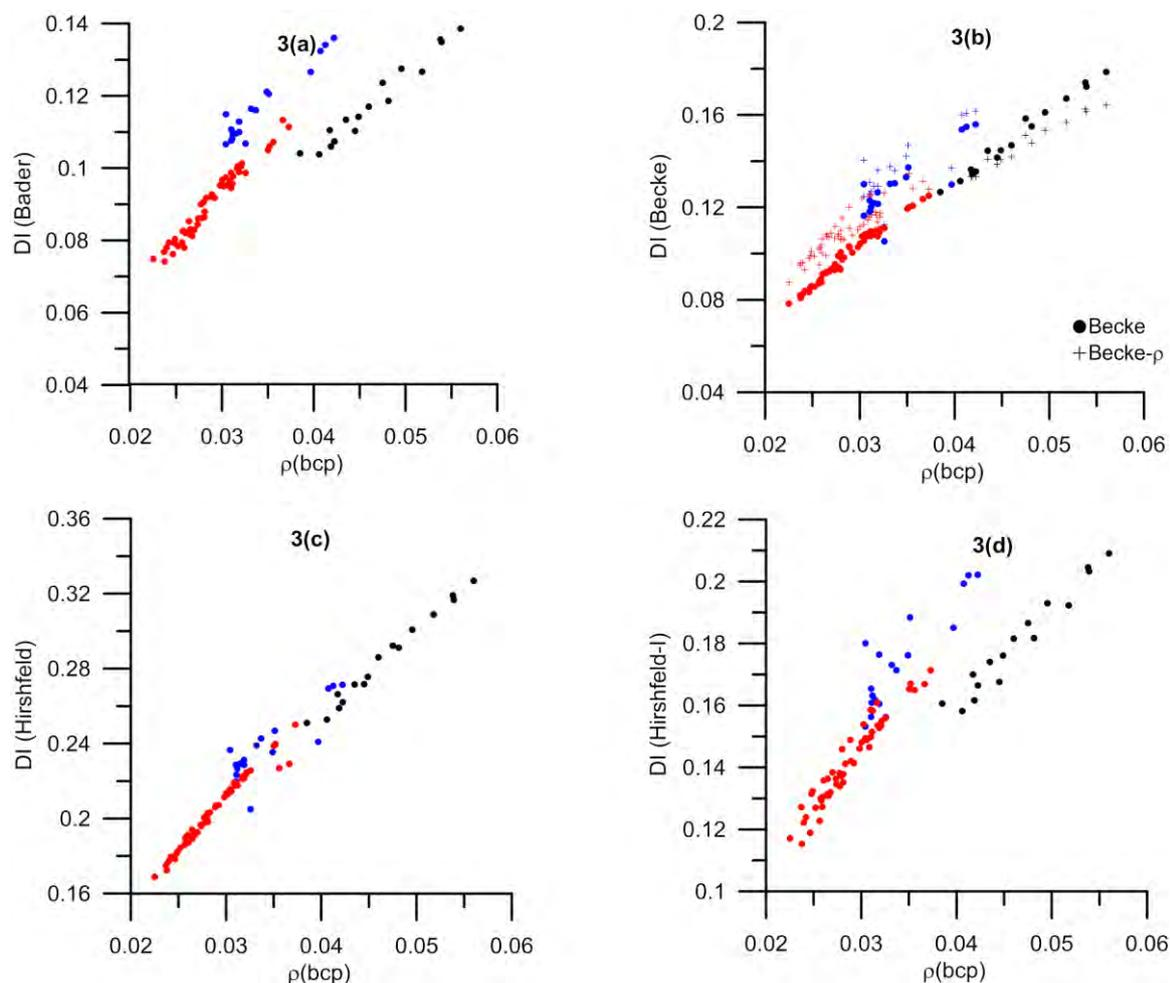 3(a)
DI (Bader)
0.14
0.12
0.1
0.08
0.06
0.04
0.02 0.03 0.04 0.05 0.06
ρ(bcp)
3(b)
DI (Becke)
0.2
0.16
0.12
0.08
0.04
Becke
Becke-ρ
0.02 0.03 0.04 0.05 0.06
ρ(bcp)
3(c)
DI (Hirshfeld)
0.36
0.32
0.28
0.24
0.2
0.16
0.02 0.03 0.04 0.05 0.06
ρ(bcp)
3(d)
DI (Hirshfeld-I)
0.22
0.2
0.18
0.16
0.14
0.12
0.1
0.02 0.03 0.04 0.05 0.06
ρ(bcp)